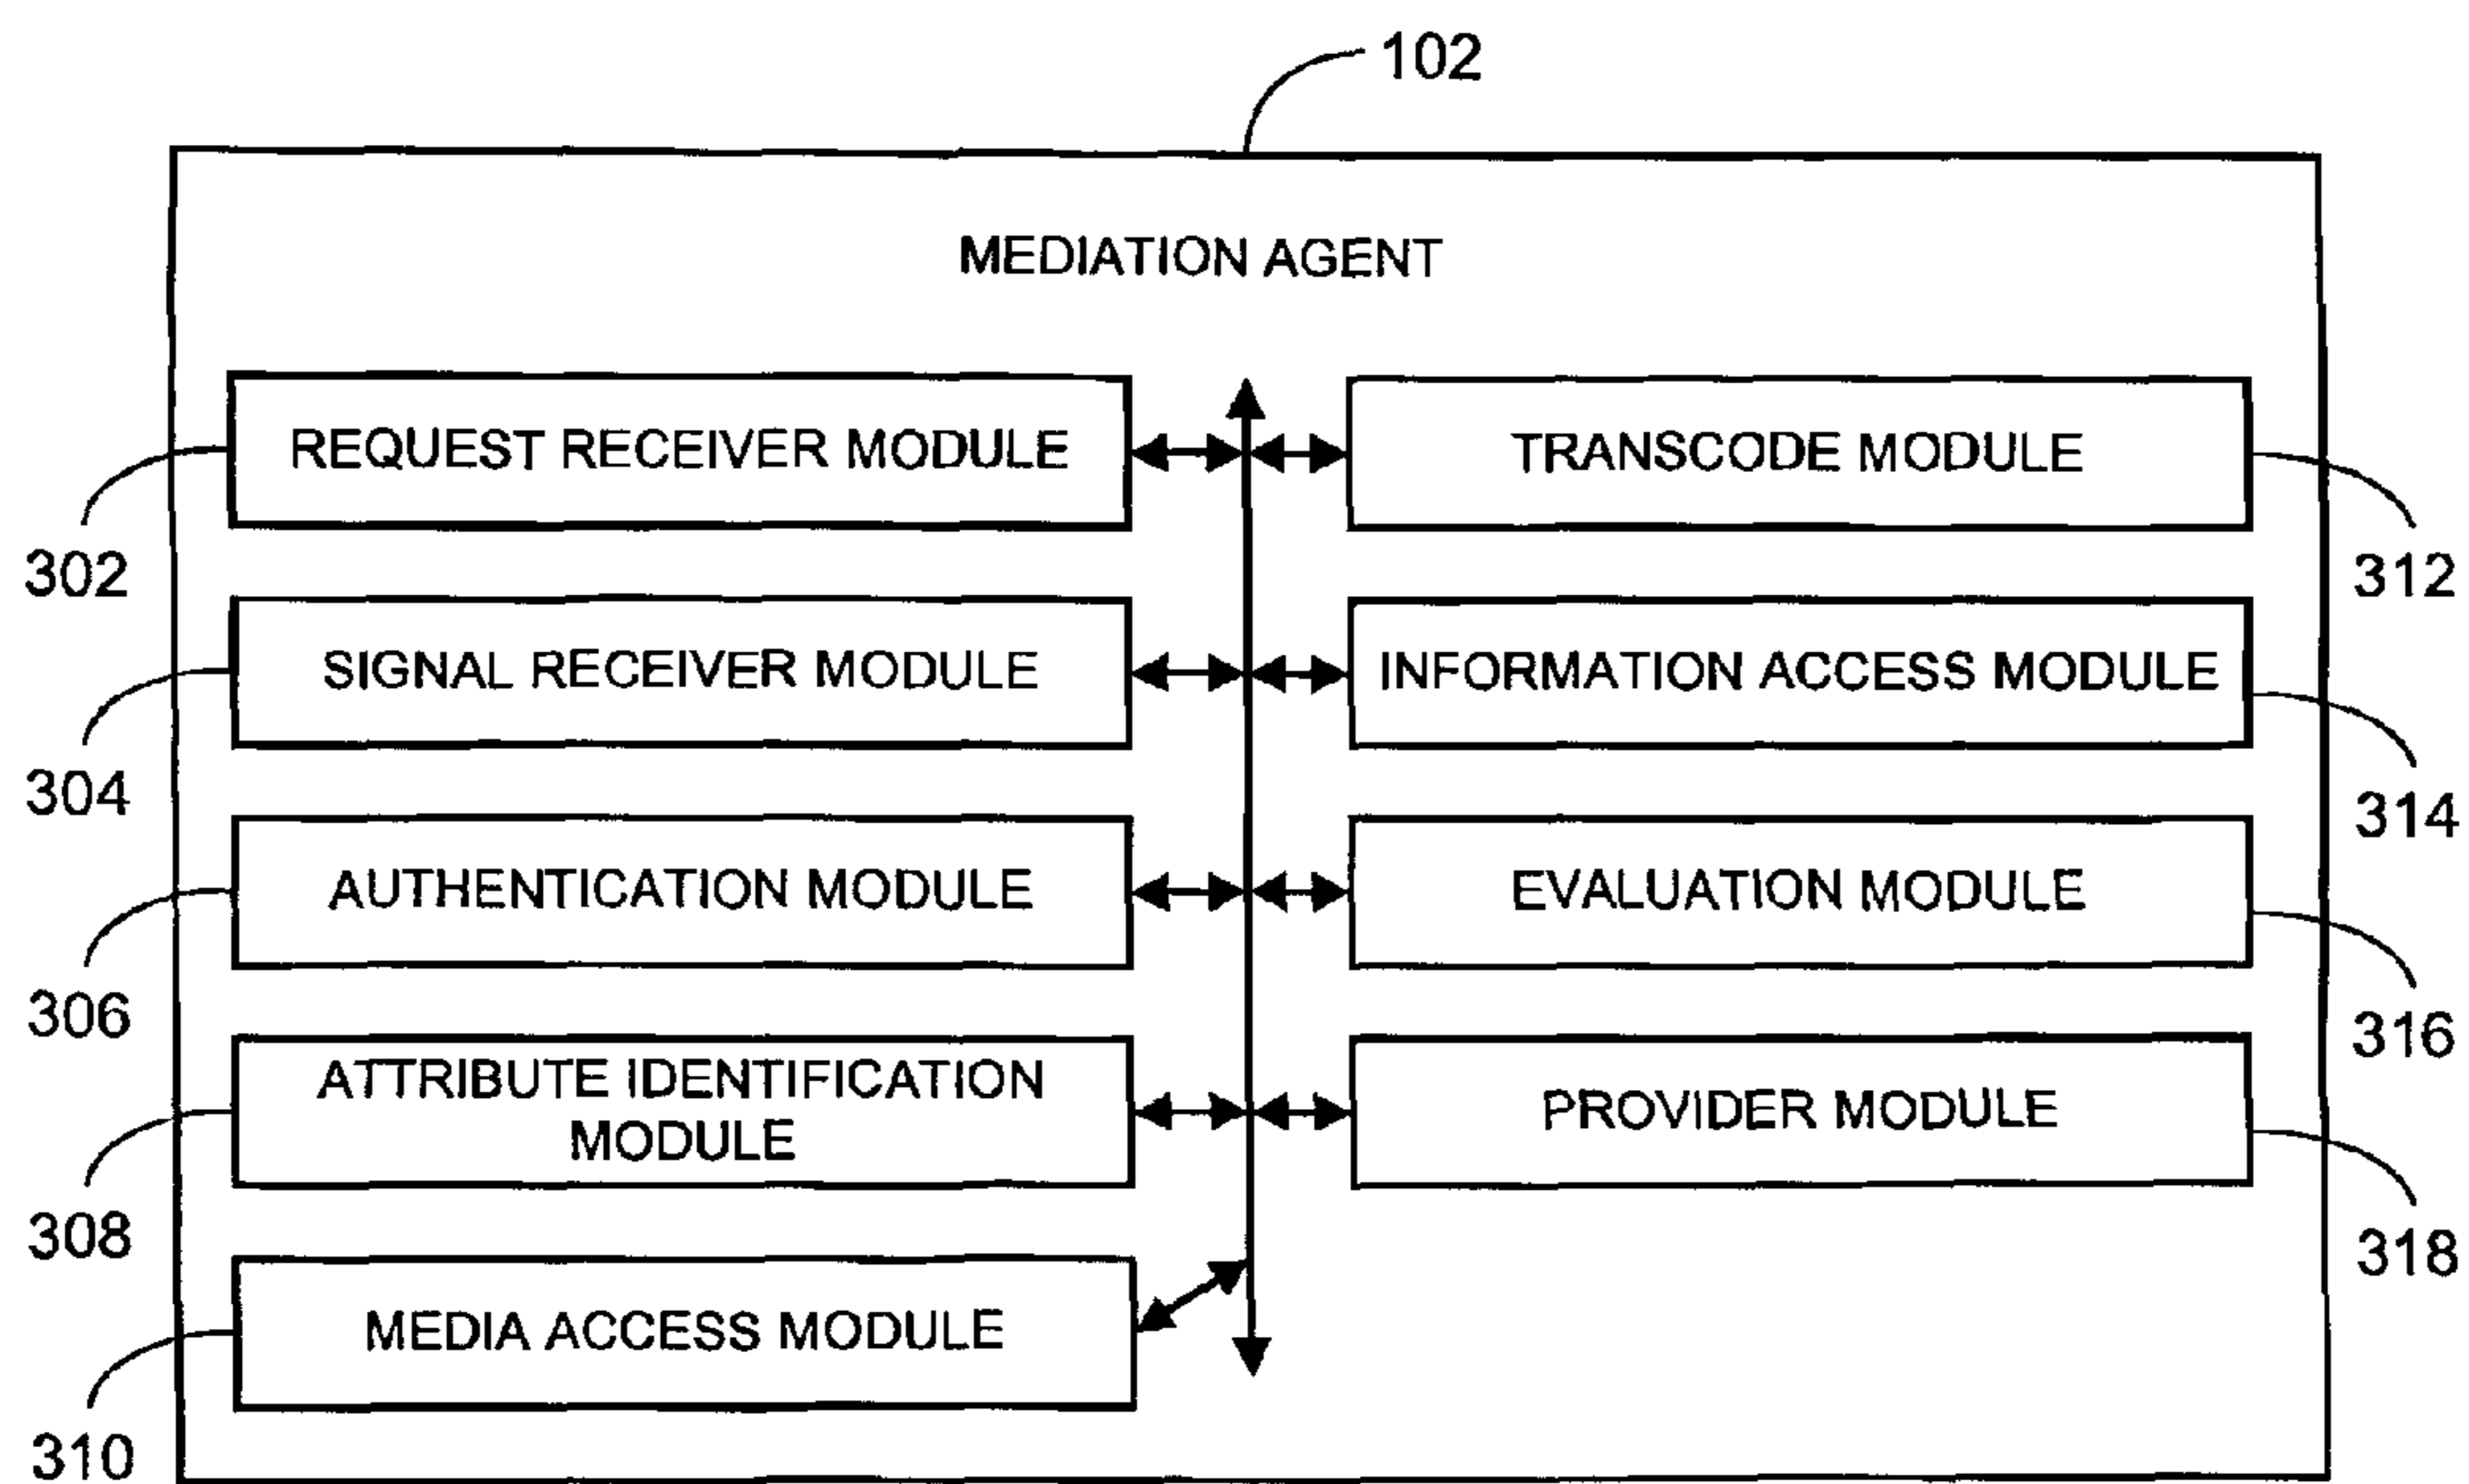 102
MEDIATION AGENT
REQUEST RECEIVER MODULE
TRANSCODE MODULE
302
312
SIGNAL RECEIVER MODULE
INFORMATION ACCESS MODULE
304
314
AUTHENTICATION MODULE
EVALUATION MODULE
306
316
ATTRIBUTE IDENTIFICATION
MODULE
PROVIDER MODULE
308
318
MEDIA ACCESS MODULE
310